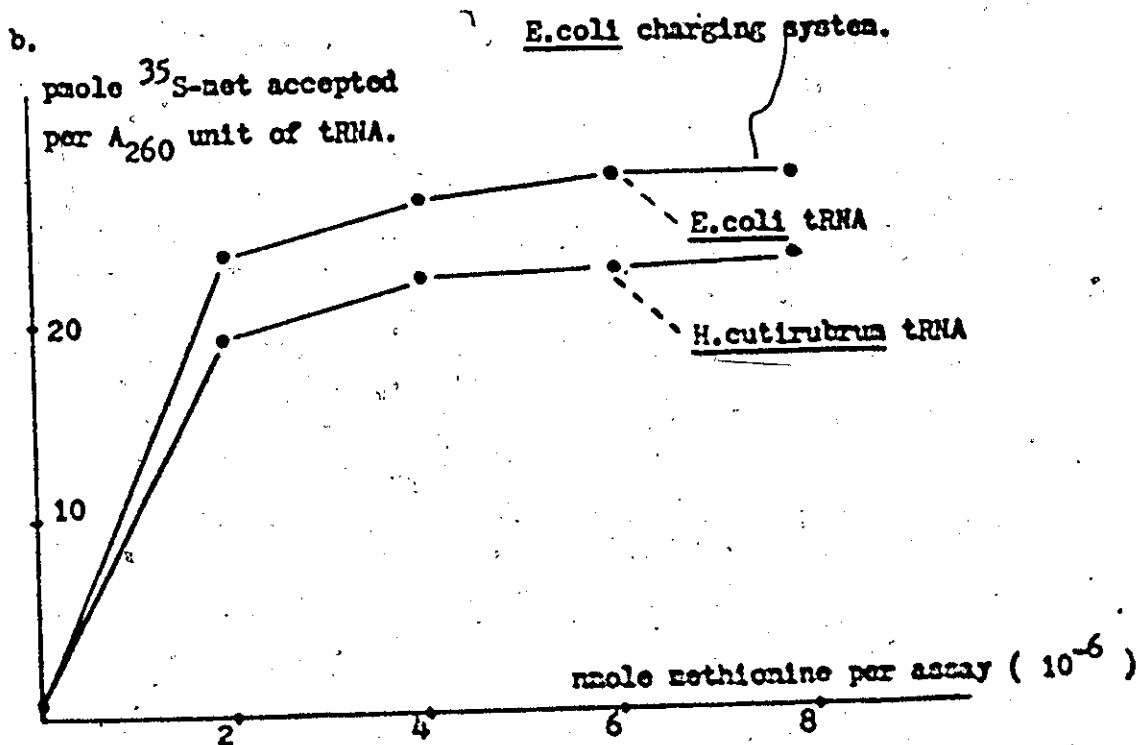 b.
E.coli charging system.
pmole ³⁵S-met accepted
per A₂₆₀ unit of tRNA.
E.coli tRNA
20
H.cutirubrum tRNA
10
nmole methionine per assay ( 10⁻⁶ )
2 4 6 8